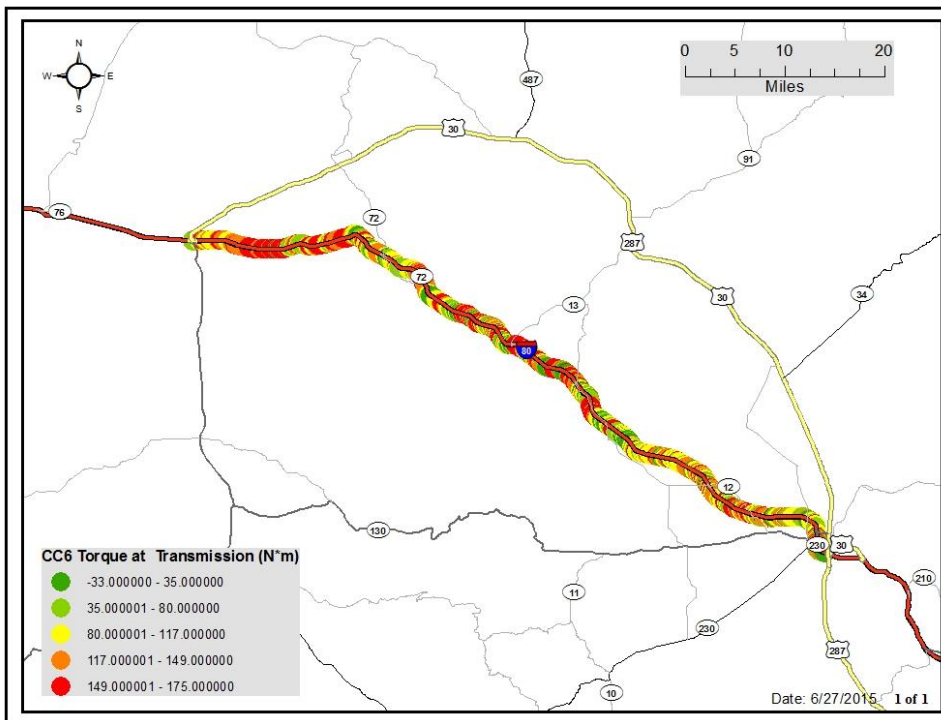 N
W E
S
0 5 10 20
Miles
487
30
91
76
72
287
72
30
34
13
80
12
130
230
30
210
11
230
287
10
CC6 Torque at Transmission (N*m)
-33.000000 - 35.000000
35.000001 - 80.000000
80.000001 - 117.000000
117.000001 - 149.000000
149.000001 - 175.000000
Date: 6/27/2015 1 of 1